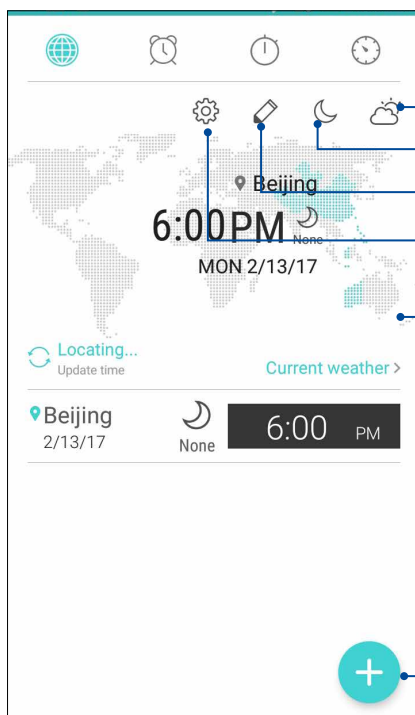 Beijing
6:00PM
None
MON 2/13/17
Locating...
Update time
Current weather >
Beijing
2/13/17
None
6:00 PM